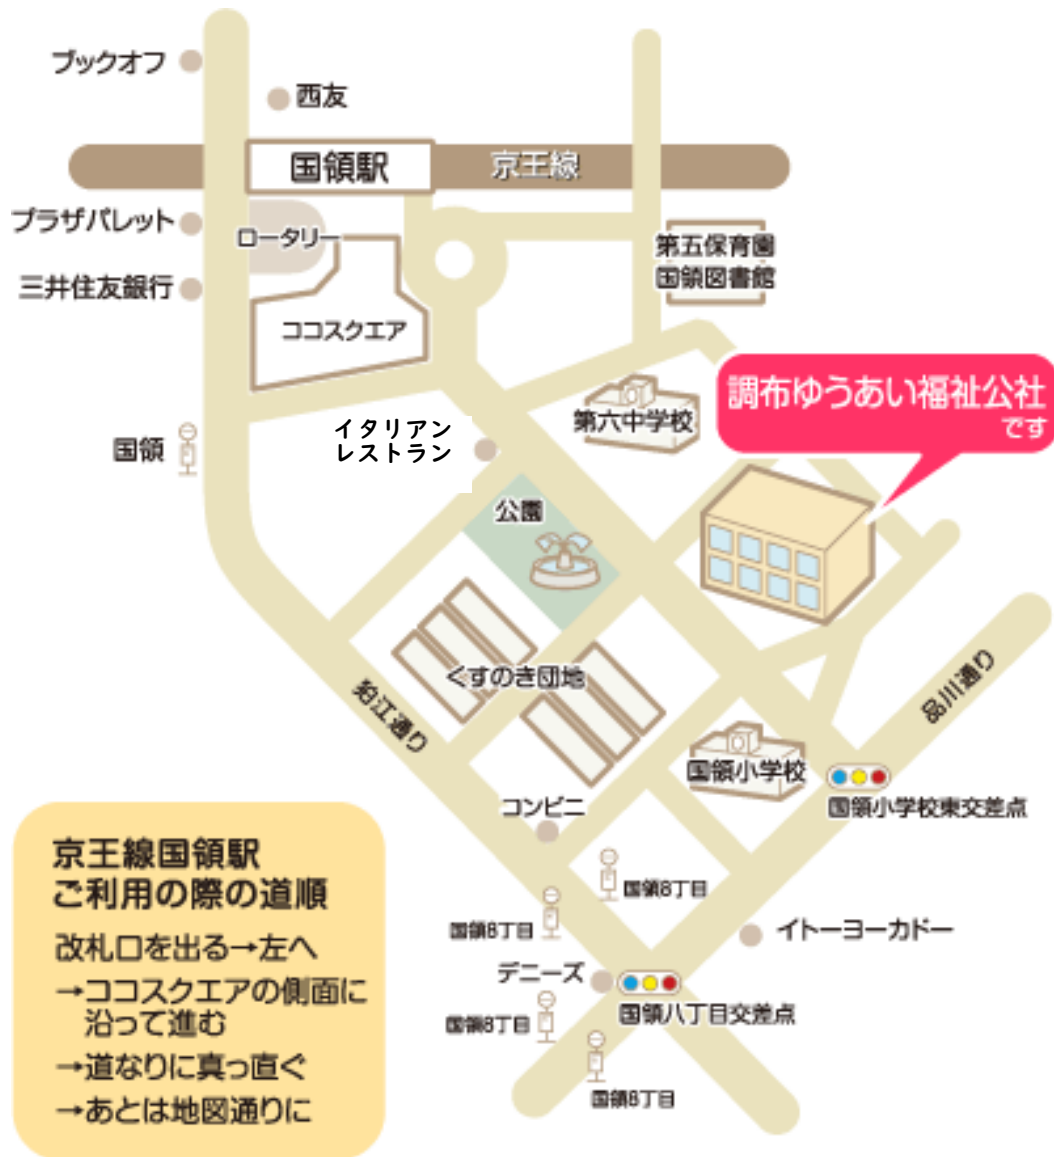 ブックオフ
西友
国領駅
京王線
プラザパレット
ロータリー
第五保育園
国領図書館
三井住友銀行
ココスクエア
調布ゆうあい福祉公社
です
第六中学校
イタリアン
レストラン
国領
公園
くすのき団地
狛江通り
品川通り
国領小学校
コンビニ
国領小学校東交差点
国領8丁目
国領8丁目
イトーヨーカドー
デニーズ
国領8丁目
国領八丁目交差点
国領8丁目
京王線国領駅
ご利用の際の道順
改札口を出る→左へ
→ココスクエアの側面に
沿って進む
→道なりに真っ直ぐ
→あとは地図通りに